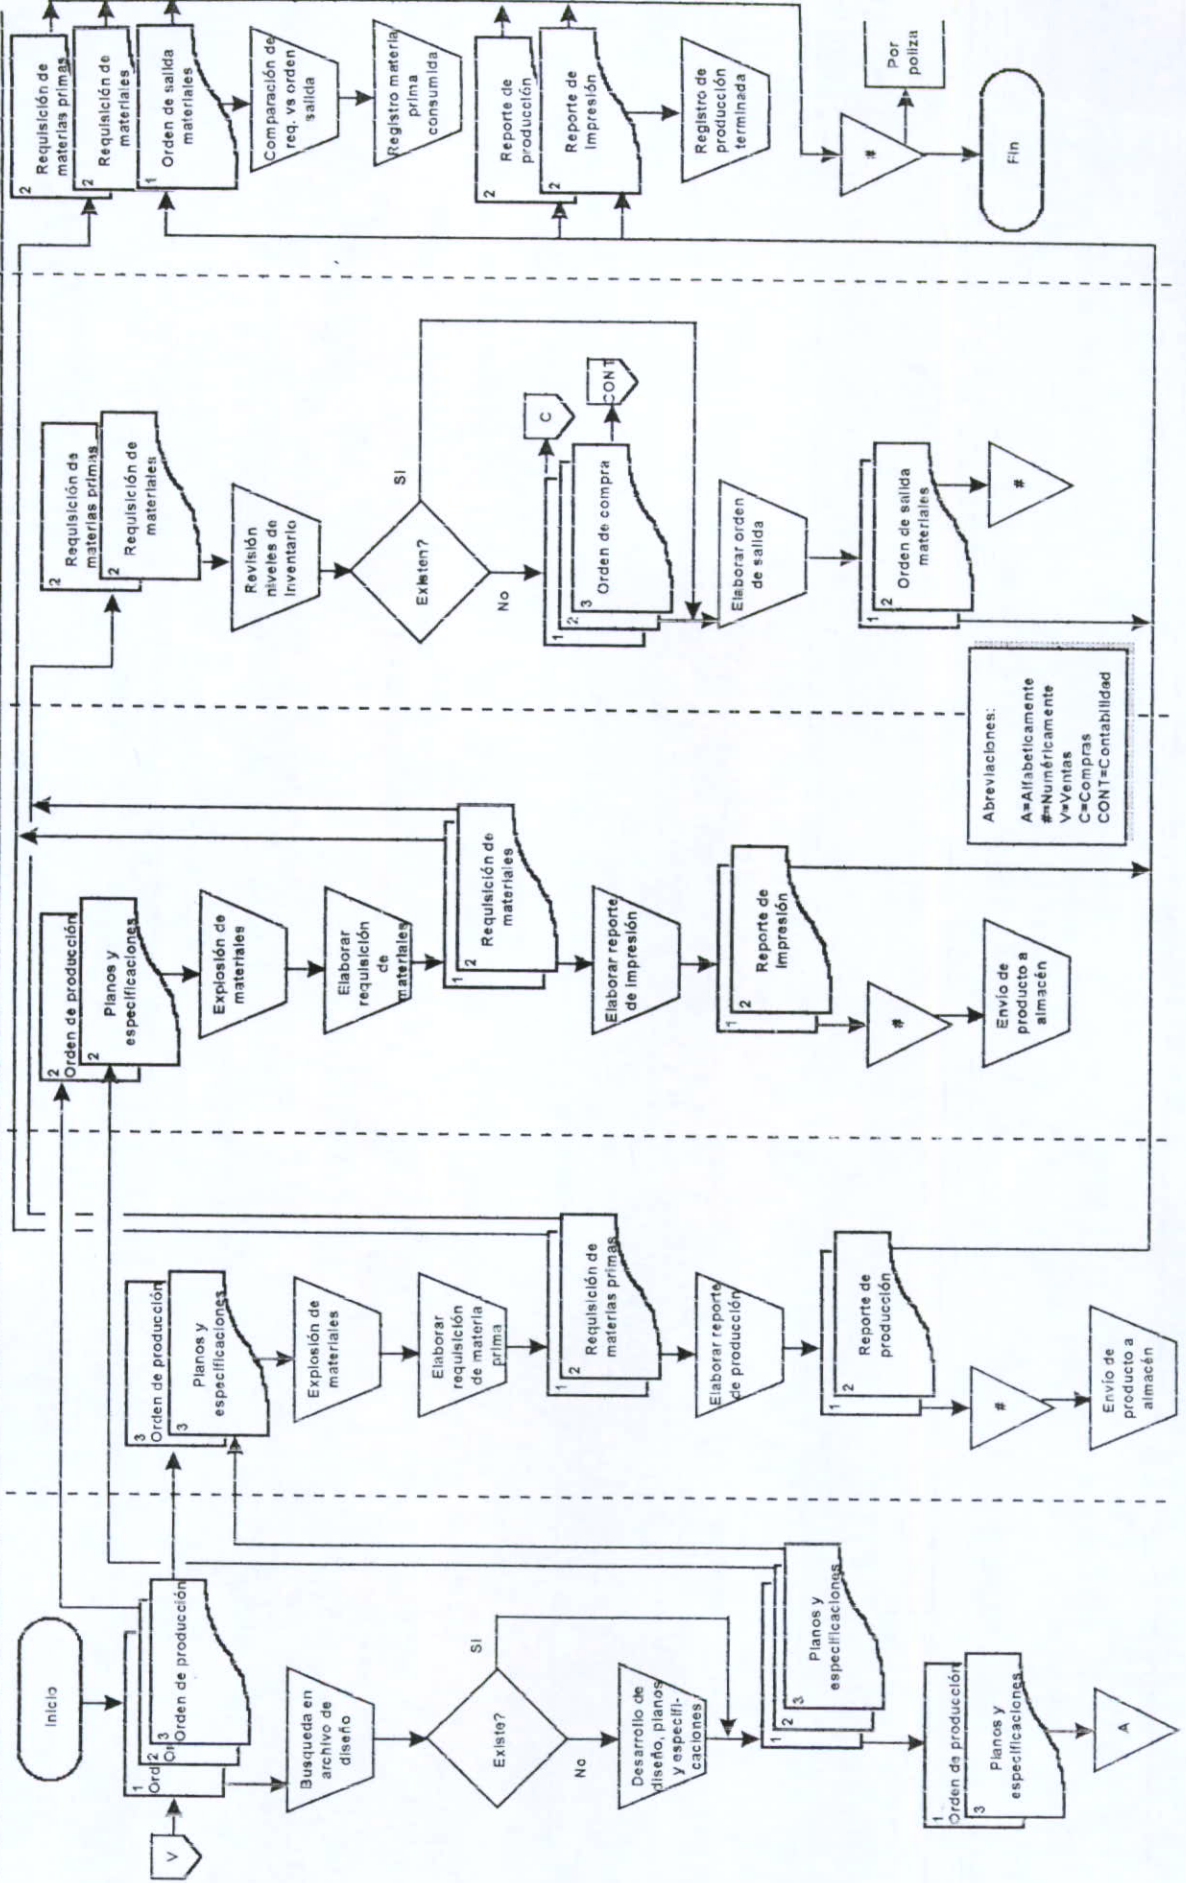 Inicio
V
1
Ord
2
Or
3
Orden de producción
Busqueda en
archivo de
diseño
Existe?
SI
No
Desarrollo de
diseño, planos
y especifi-
caciones
1
2
3
Planos y
especificaciones
1
Orden de producción
3
Planos y
especificaciones
A
3
Orden de producción
3
Planos y
especificaciones
Explosión de
materiales
Elaborar
requisición
de materia
prima
1
2
Requisición de
materias primas
Elaborar reporte
de producción
1
2
Reporte de
producción
#
Envío de
producto a
almacén
2
Orden de producción
2
Planos y
especificaciones
Explosión de
materiales
Elaborar
requisición
de
materiales
1
2
Requisición de
materiales
Elaborar reporte
de impresión
1
2
Reporte de
Impresión
#
Envío de
producto a
almacén
2
Requisición de
materias primas
2
Requisición de
materiales
Revisión
niveles de
Inventario
Existen?
SI
No
1
2
3
Orden de compra
C
CONT
Elaborar orden
de salida
1
2
Orden de salida
materiales
#
Abreviaciones:
A=Alfabeticamente
#=Numéricamente
V=Ventas
C=Compras
CONT=Contabilidad
2
Requisición de
materias primas
2
Requisición de
materiales
1
Orden de salida
materiales
Comparación de
req. vs orden
salida
Registro materia
prima
consumida
2
Reporte de
producción
2
Reporte de
Impresión
Registro de
producción
terminada
#
Por
poliza
Fin